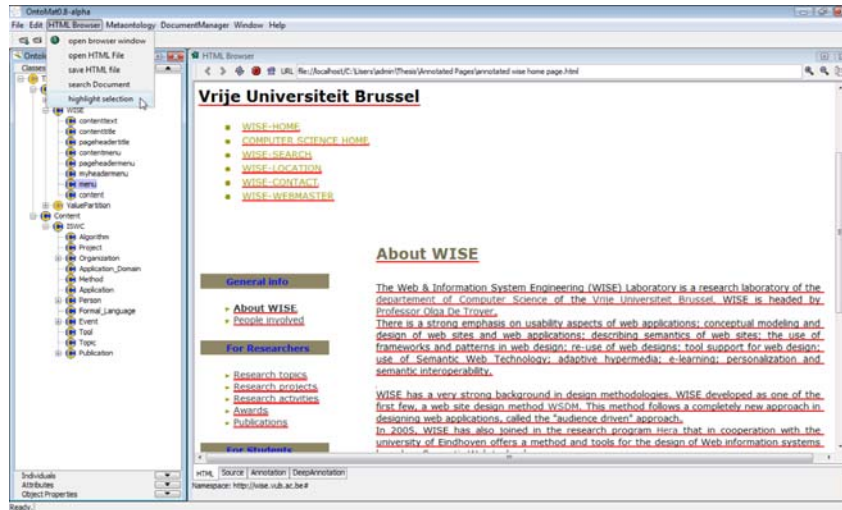 OntoMat0.8-alpha
File Edit HTML Browser Metaontology DocumentManager Window Help
open browser window
open HTML File
save HTML file
search Document
highlight selection
Classes
WISE
contenttext
contenttitle
pageheadertitle
contentmenu
pageheadermenu
myheadermenu
menu
content
ValuePartition
Content
ISWC
Algorithm
Project
Organization
Application_Domain
Method
Application
Person
Formal_Language
Event
Tool
Topic
Publication
Individuals
Attributes
Object Properties
Ready.
HTML Browser
URL file://localhost/C:\Users\admin\Thesis\Annotated Pages\annotated wise home page.html
Vrije Universiteit Brussel
WISE-HOME
COMPUTER SCIENCE HOME
WISE-SEARCH
WISE-LOCATION
WISE-CONTACT
WISE-WEBMASTER
General info
About WISE
People involved
For Researchers
Research topics
Research projects
Research activities
Awards
Publications
For Students
About WISE
The Web & Information System Engineering (WISE) Laboratory is a research laboratory of the
departement of Computer Science of the Vrije Universiteit Brussel. WISE is headed by
Professor Olga De Troyer.
There is a strong emphasis on usability aspects of web applications; conceptual modeling and
design of web sites and web applications; describing semantics of web sites; the use of
frameworks and patterns in web design; re-use of web designs; tool support for web design;
use of Semantic Web Technology; adaptive hypermedia; e-learning; personalization and
semantic interoperability.
WISE has a very strong background in design methodologies. WISE developed as one of the
first few, a web site design method WSDM. This method follows a completely new approach in
designing web applications, called the "audience driven" approach.
In 2005, WISE has also joined in the research program Hera that in cooperation with the
university of Eindhoven offers a method and tools for the design of Web information systems
HTML Source Annotation DeepAnnotation
Namespace: http://wise.vub.ac.be#